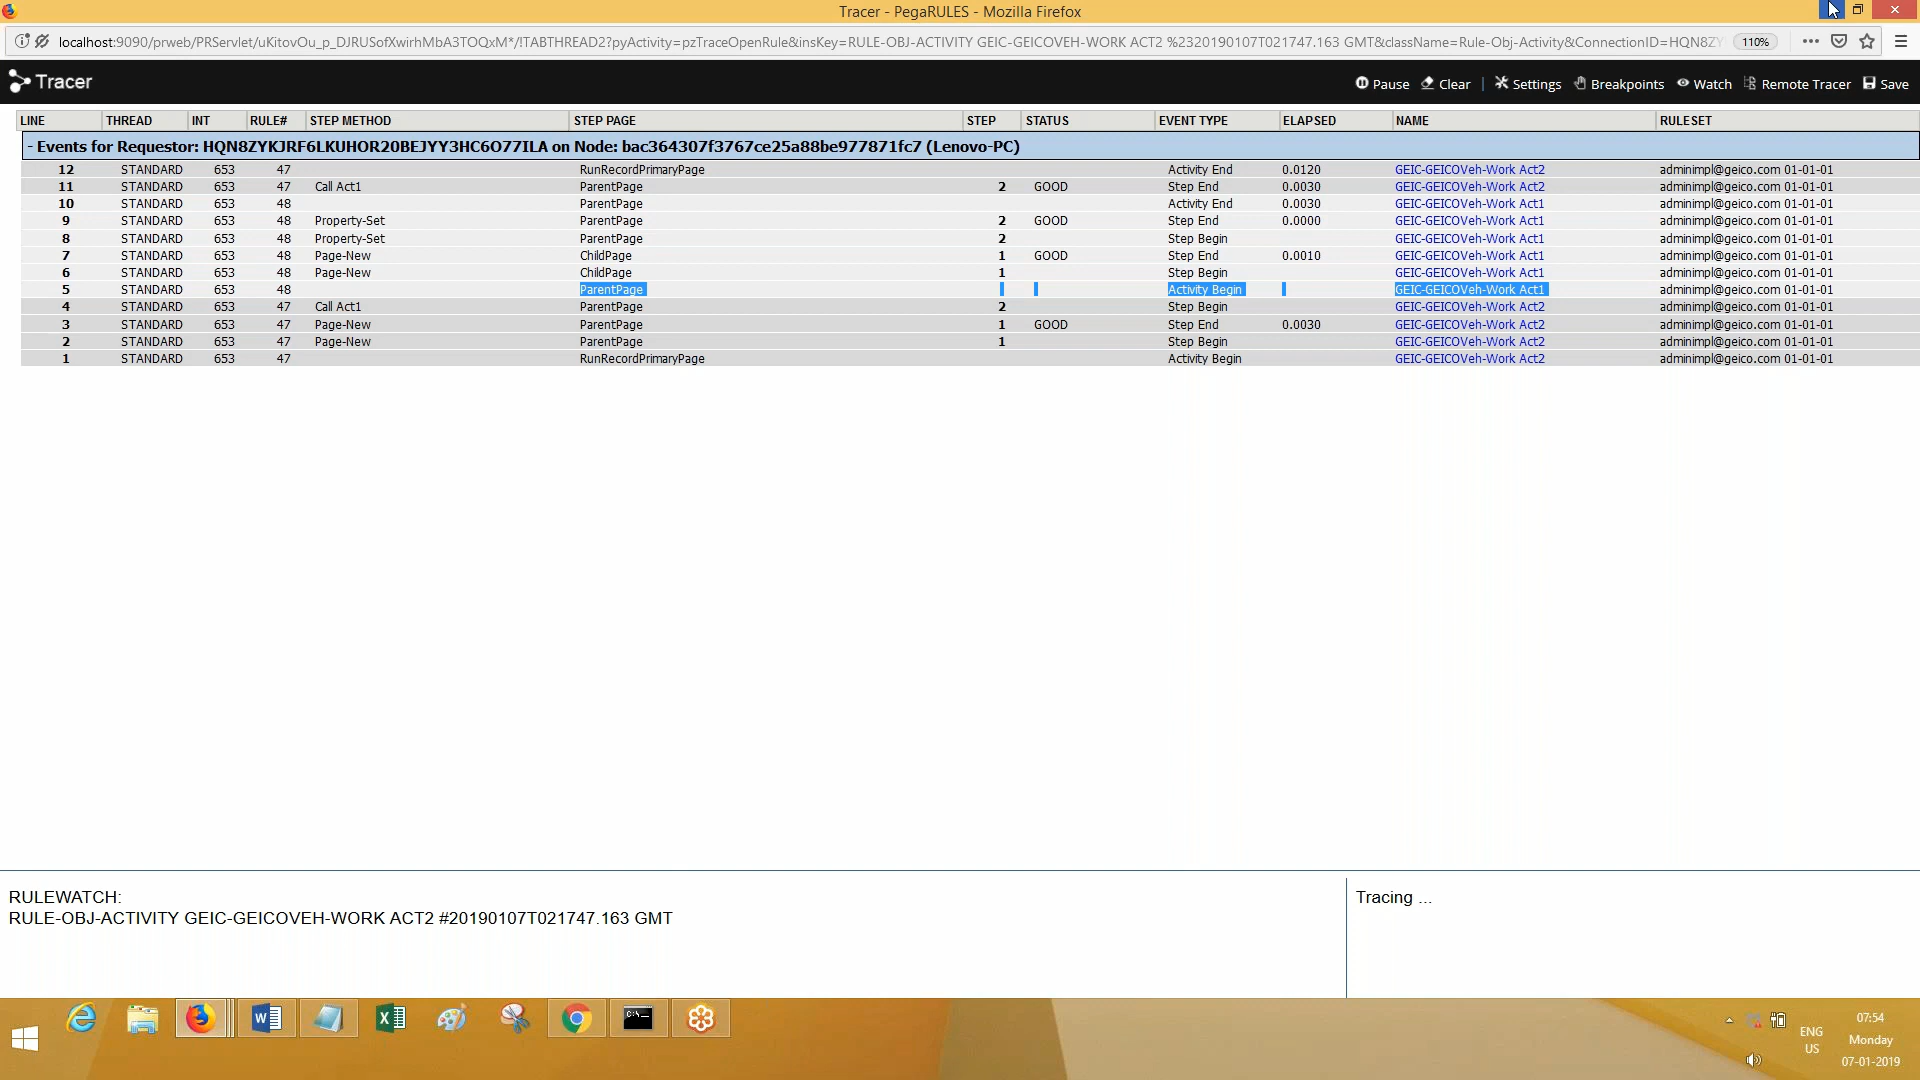 Tracer - PegaRULES - Mozilla Firefox
localhost:9090/prweb/PRServlet/uKitovOu_p_DJRUSofXwirhMbA3TOQxM*/!TABTHREAD2?pyActivity=pzTraceOpenRule&insKey=RULE-OBJ-ACTIVITY GEIC-GEICOVEH-WORK ACT2 %2320190107T021747.163 GMT&className=Rule-Obj-Activity&ConnectionID=HQN8ZY 110%
Tracer Pause Clear | Settings Breakpoints Watch Remote Tracer Save
LINE THREAD INT RULE# STEP METHOD STEP PAGE STEP STATUS EVENT TYPE ELAPSED NAME RULESET
- Events for Requestor: HQN8ZYKJRF6LKUHOR20BEJYY3HC6O77ILA on Node: bac364307f3767ce25a88be977871fc7 (Lenovo-PC)
12 STANDARD 653 47 RunRecordPrimaryPage Activity End 0.0120 GEIC-GEICOVeh-Work Act2 adminimpl@geico.com 01-01-01
11 STANDARD 653 47 Call Act1 ParentPage 2 GOOD Step End 0.0030 GEIC-GEICOVeh-Work Act2 adminimpl@geico.com 01-01-01
10 STANDARD 653 48 ParentPage Activity End 0.0030 GEIC-GEICOVeh-Work Act1 adminimpl@geico.com 01-01-01
9 STANDARD 653 48 Property-Set ParentPage 2 GOOD Step End 0.0000 GEIC-GEICOVeh-Work Act1 adminimpl@geico.com 01-01-01
8 STANDARD 653 48 Property-Set ParentPage 2 Step Begin GEIC-GEICOVeh-Work Act1 adminimpl@geico.com 01-01-01
7 STANDARD 653 48 Page-New ChildPage 1 GOOD Step End 0.0010 GEIC-GEICOVeh-Work Act1 adminimpl@geico.com 01-01-01
6 STANDARD 653 48 Page-New ChildPage 1 Step Begin GEIC-GEICOVeh-Work Act1 adminimpl@geico.com 01-01-01
5 STANDARD 653 48 ParentPage Activity Begin GEIC-GEICOVeh-Work Act1 adminimpl@geico.com 01-01-01
4 STANDARD 653 47 Call Act1 ParentPage 2 Step Begin GEIC-GEICOVeh-Work Act2 adminimpl@geico.com 01-01-01
3 STANDARD 653 47 Page-New ParentPage 1 GOOD Step End 0.0030 GEIC-GEICOVeh-Work Act2 adminimpl@geico.com 01-01-01
2 STANDARD 653 47 Page-New ParentPage 1 Step Begin GEIC-GEICOVeh-Work Act2 adminimpl@geico.com 01-01-01
1 STANDARD 653 47 RunRecordPrimaryPage Activity Begin GEIC-GEICOVeh-Work Act2 adminimpl@geico.com 01-01-01
RULEWATCH:
RULE-OBJ-ACTIVITY GEIC-GEICOVEH-WORK ACT2 #20190107T021747.163 GMT
Tracing ...
ENG
US
07:54
Monday
07-01-2019